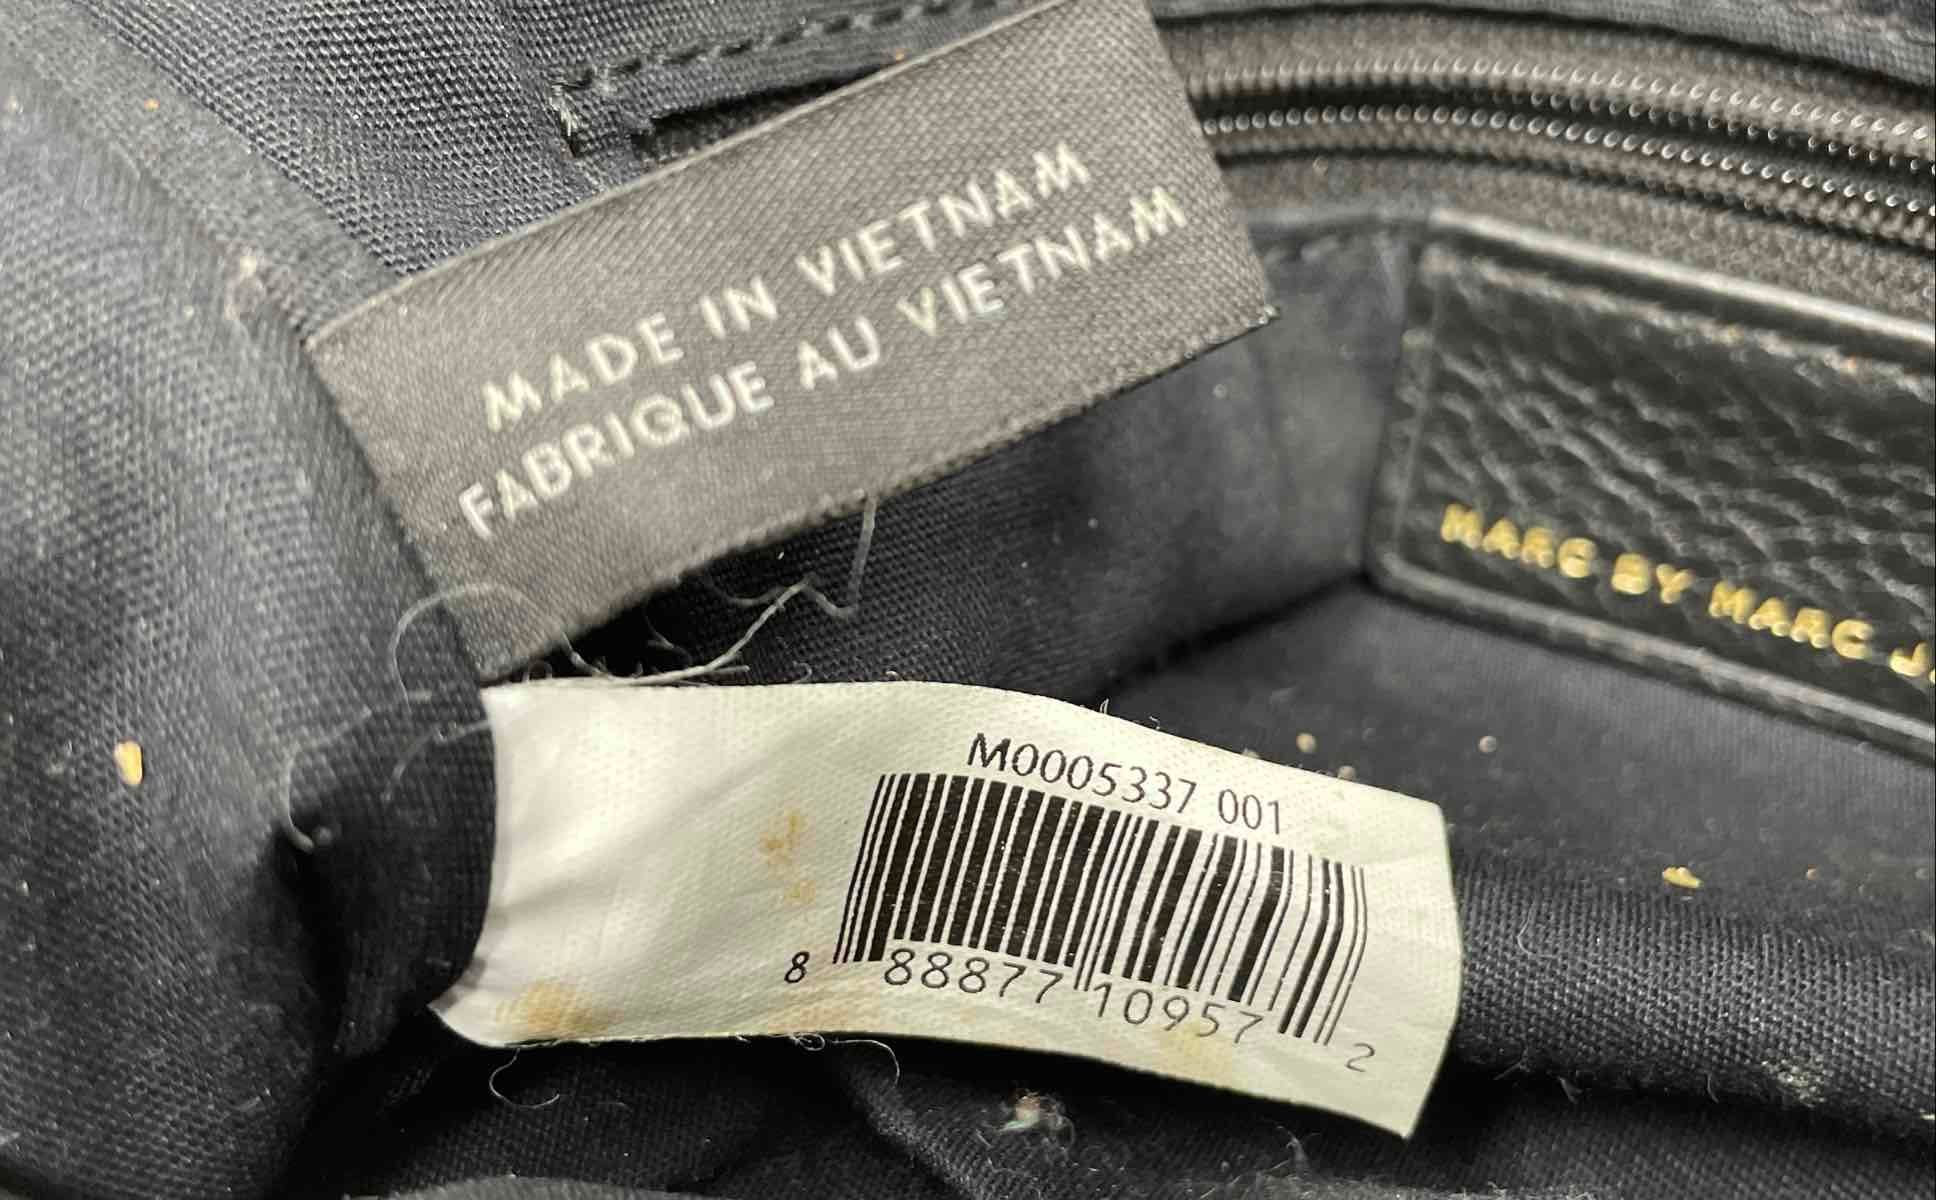 MADE IN VIETNAM
FABRIQUE AU VIETNAM
MARC BY MARC J
M0005337 001
8 88877 10957 2